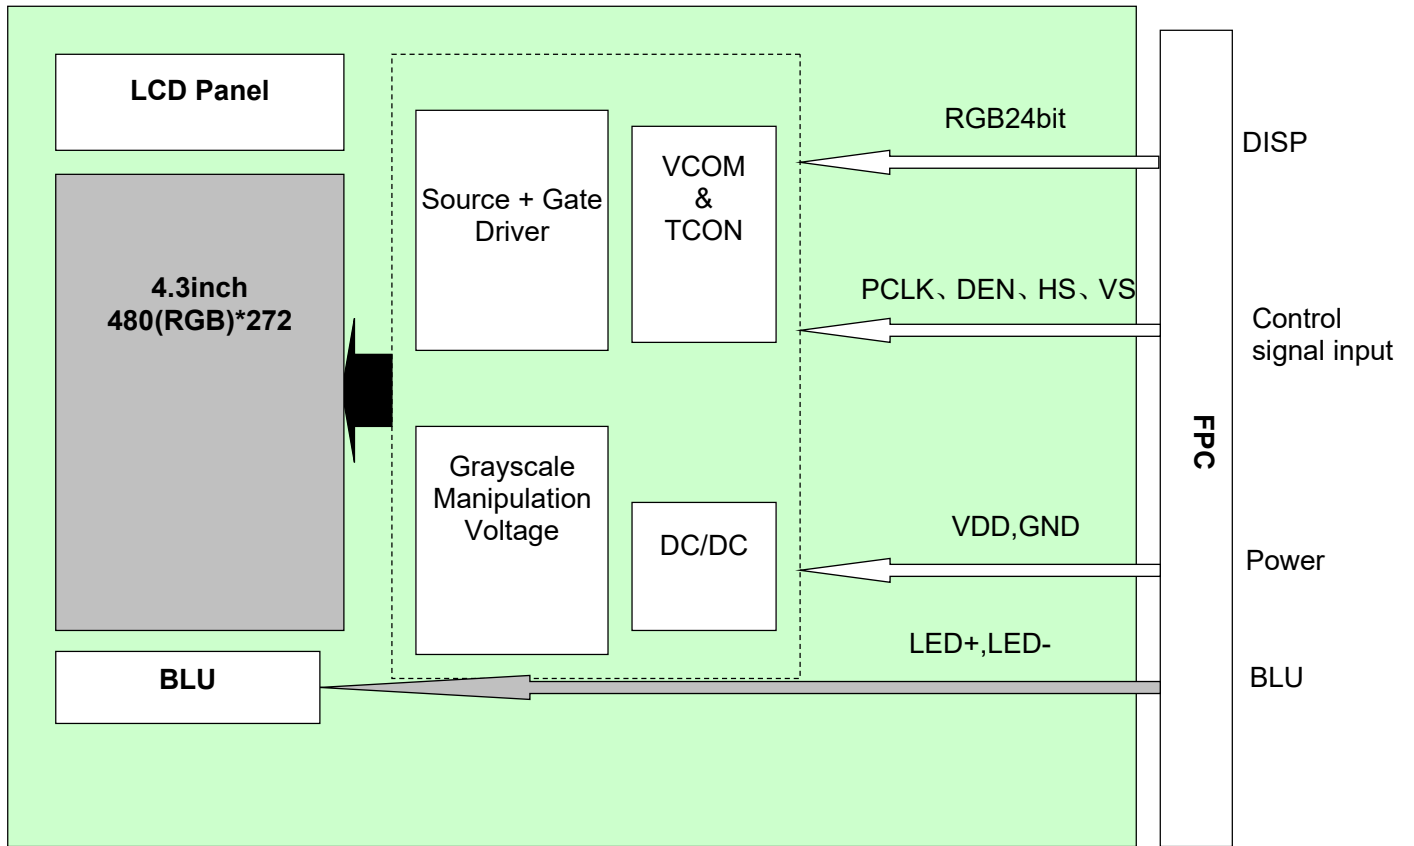 LCD Panel
4.3inch
480(RGB)*272
BLU
Source + Gate
Driver
VCOM
&
TCON
Grayscale
Manipulation
Voltage
DC/DC
RGB24bit
PCLK、DEN、HS、VS
VDD,GND
LED+,LED-
FPC
DISP
Control
signal input
Power
BLU